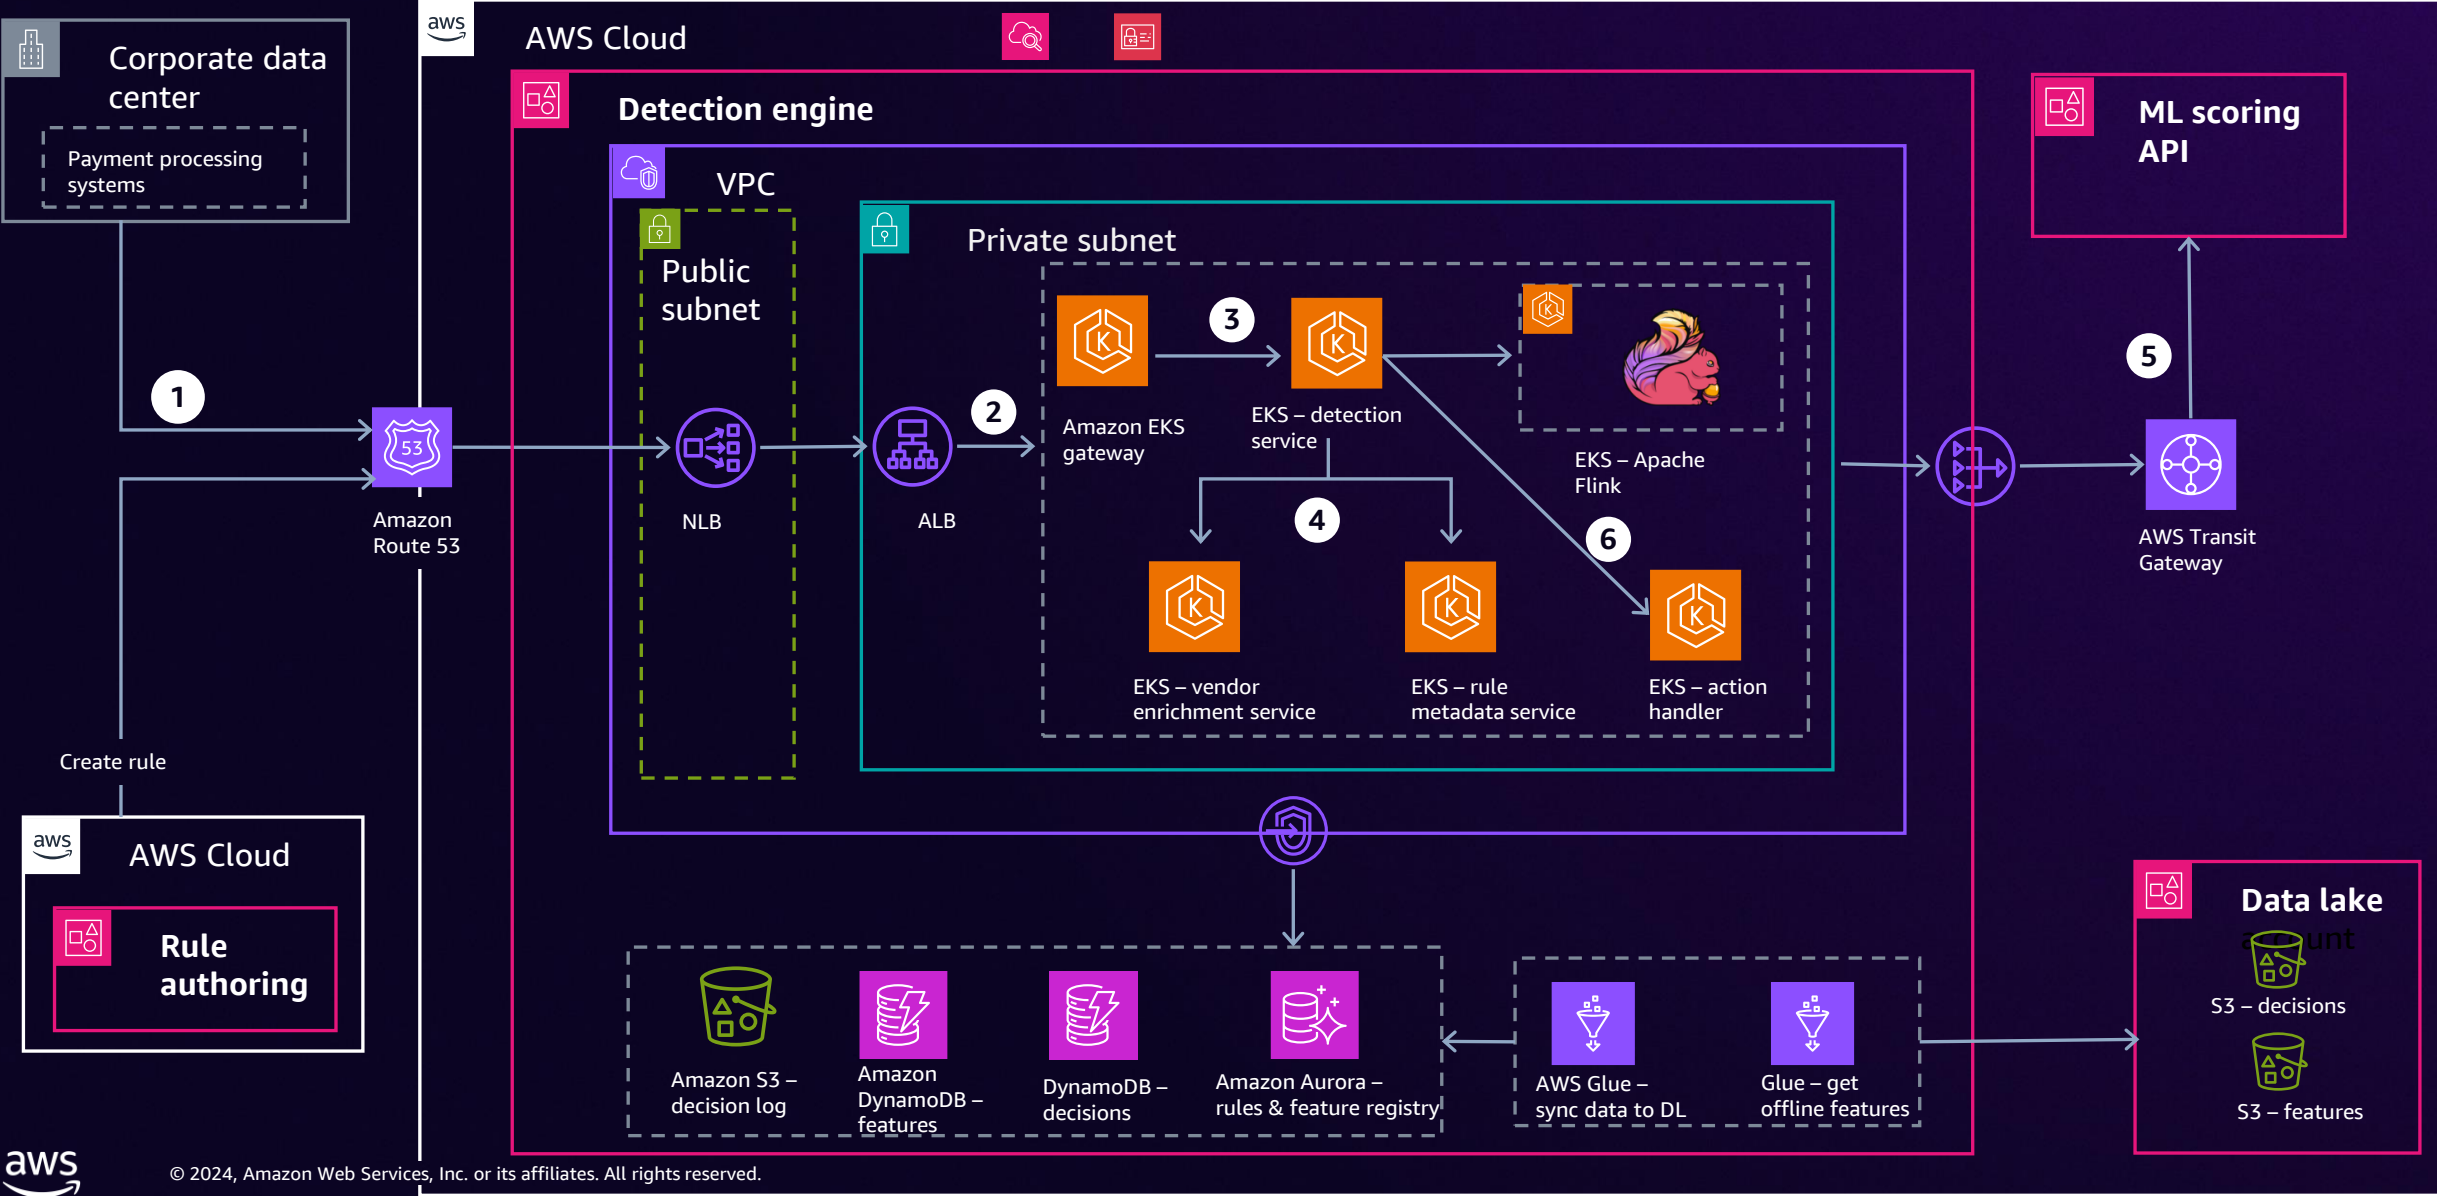 aws
AWS Cloud
Corporate data
center
Payment processing
systems
Detection engine
ML scoring
API
VPC
Public
subnet
Private subnet
1
2
3
4
5
6
53
Amazon
Route 53
NLB
ALB
K
Amazon EKS
gateway
K
EKS – detection
service
K
EKS – Apache
Flink
K
EKS – vendor
enrichment service
K
EKS – rule
metadata service
K
EKS – action
handler
AWS Transit
Gateway
Create rule
aws
AWS Cloud
Rule
authoring
Amazon S3 –
decision log
Amazon
DynamoDB –
features
DynamoDB –
decisions
Amazon Aurora –
rules & feature registry
AWS Glue –
sync data to DL
Glue – get
offline features
Data lake
account
S3 – decisions
S3 – features
aws
© 2024, Amazon Web Services, Inc. or its affiliates. All rights reserved.